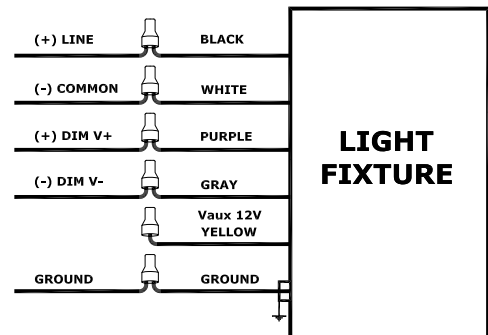 (+) LINE BLACK
(-) COMMON WHITE
(+) DIM V+ PURPLE
(-) DIM V- GRAY
Vaux 12V
YELLOW
GROUND GROUND
LIGHT
FIXTURE